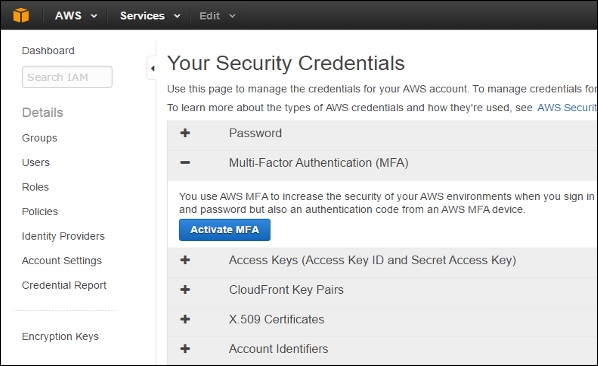 AWS Services Edit
Dashboard
Search IAM
Details
Groups
Users
Roles
Policies
Identity Providers
Account Settings
Credential Report
Encryption Keys
Your Security Credentials
Use this page to manage the credentials for your AWS account. To manage credentials for
To learn more about the types of AWS credentials and how they're used, see AWS Securit
Password
Multi-Factor Authentication (MFA)
You use AWS MFA to increase the security of your AWS environments when you sign in
and password but also an authentication code from an AWS MFA device.
Activate MFA
Access Keys (Access Key ID and Secret Access Key)
CloudFront Key Pairs
X.509 Certificates
Account Identifiers